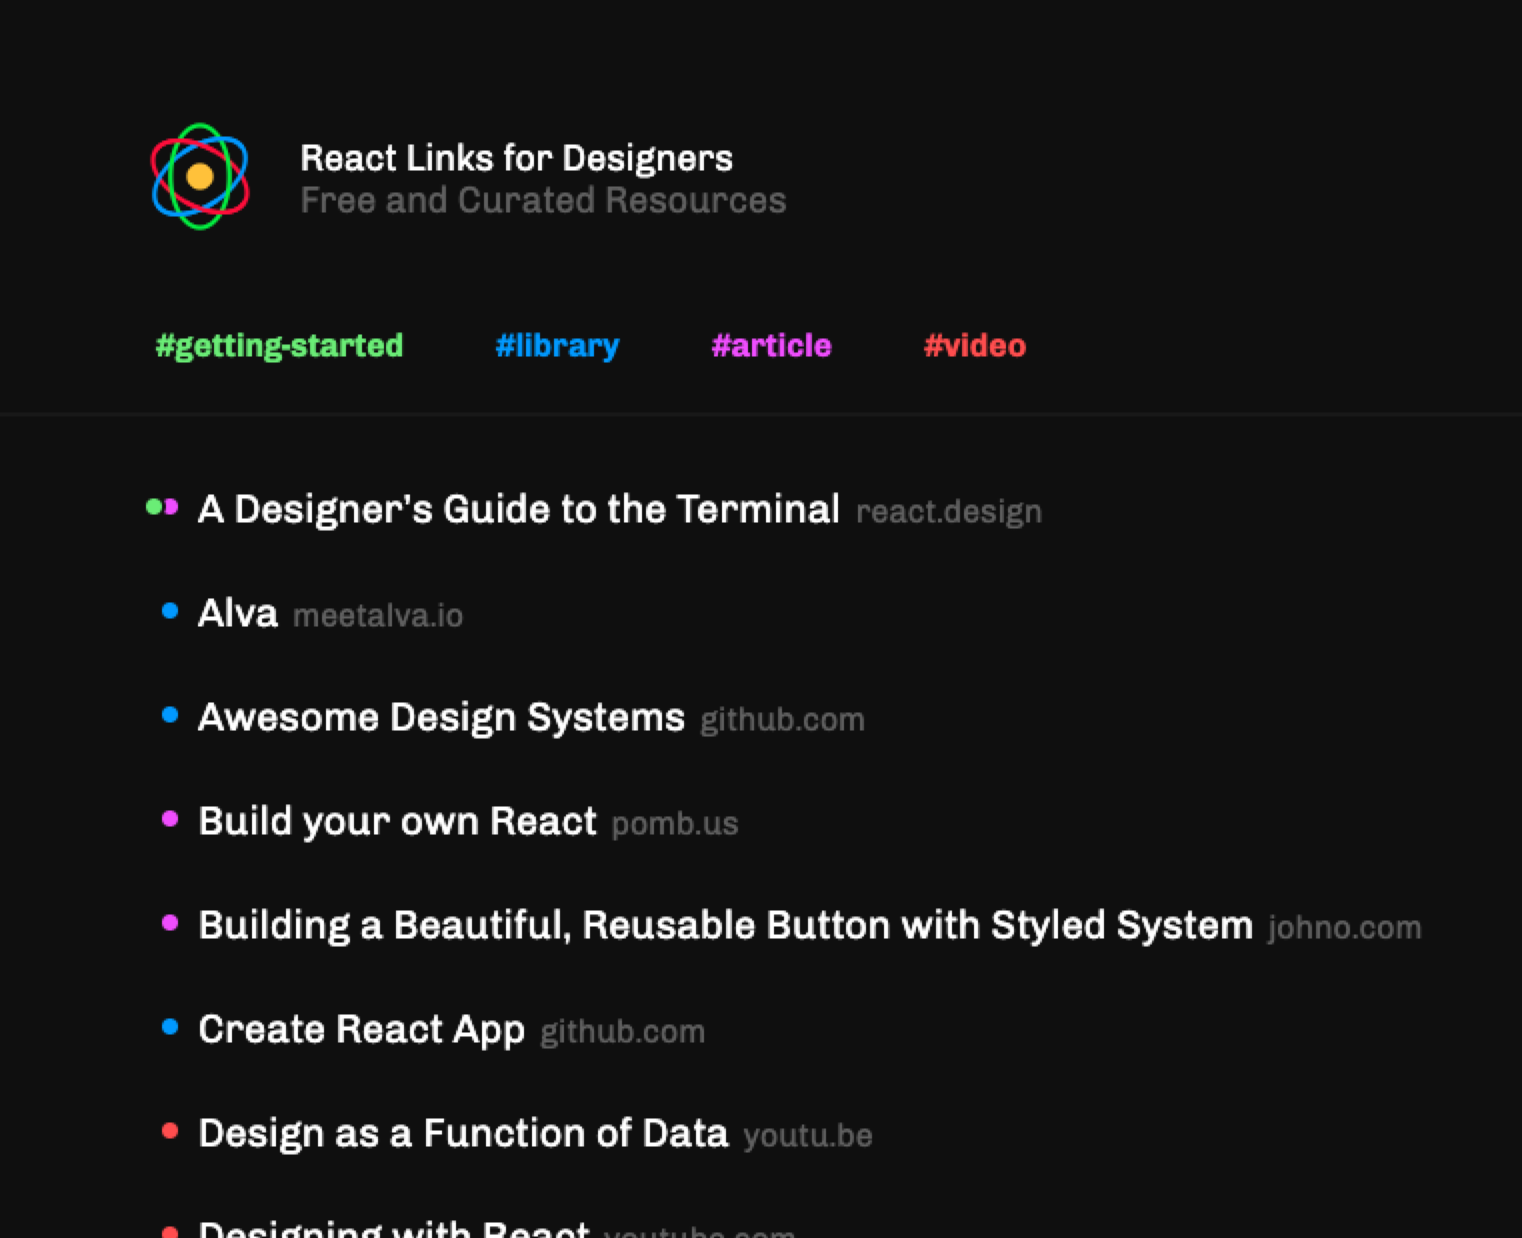 React Links for Designers
Free and Curated Resources
#getting-started #library #article #video
A Designer's Guide to the Terminal react.design
Alva meetalva.io
Awesome Design Systems github.com
Build your own React pomb.us
Building a Beautiful, Reusable Button with Styled System johno.com
Create React App github.com
Design as a Function of Data youtu.be
Designing with React youtube.com